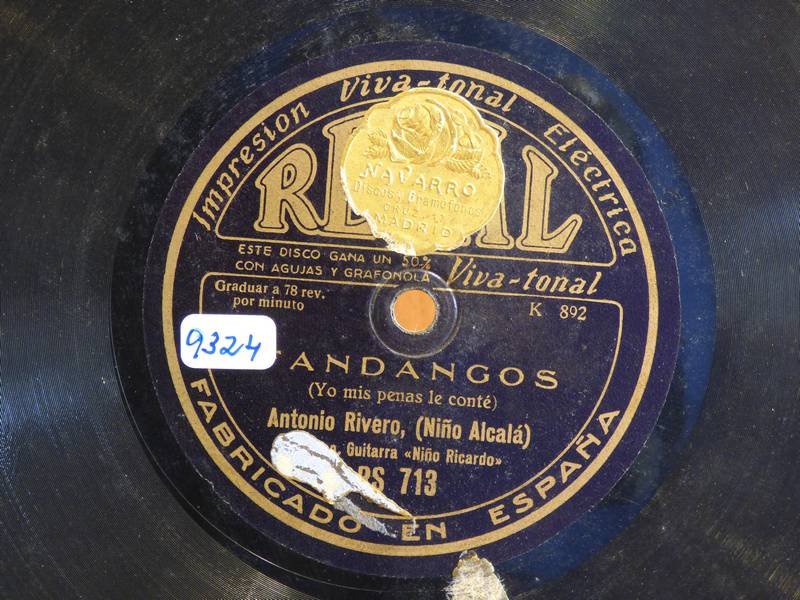 Impresion Viva-tonal Eléctrica
NAVARRO
Discos y Gramofonos
MADRID
ESTE DISCO GANA UN 50%
CON AGUJAS Y GRAFONOLA Viva-tonal
Graduar a 78 rev.
por minuto
K 892
9324
FANDANGOS
(Yo mis penas le conté)
Antonio Rivero, (Niño Alcalá)
Guitarra «Niño Ricardo»
RS 713
FABRICADO EN ESPAÑA